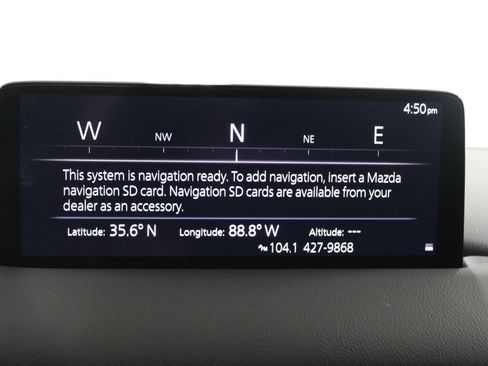 4:50pm
W NW N NE E
This system is navigation ready. To add navigation, insert a Mazda
navigation SD card. Navigation SD cards are available from your
dealer as an accessory.
Latitude: 35.6° N Longitude: 88.8° W Altitude: ---
104.1 427-9868